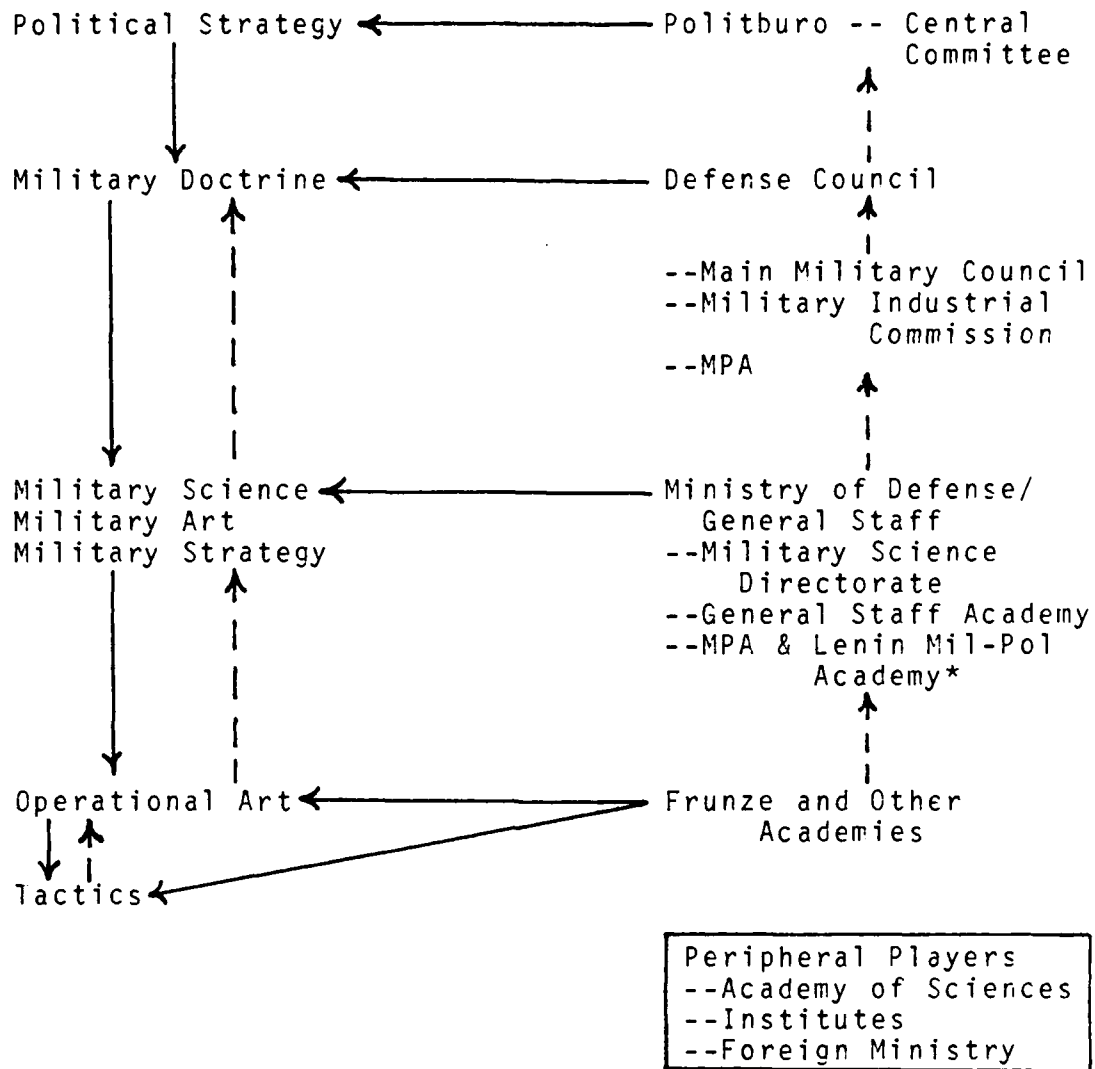 Political Strategy
Politburo -- Central
Committee
Military Doctrine
Defense Council
--Main Military Council
--Military Industrial
Commission
--MPA
Military Science
Military Art
Military Strategy
Ministry of Defense/
General Staff
--Military Science
Directorate
--General Staff Academy
--MPA & Lenin Mil-Pol
Academy*
Operational Art
Frunze and Other
Academies
Tactics
Peripheral Players
--Academy of Sciences
--Institutes
--Foreign Ministry